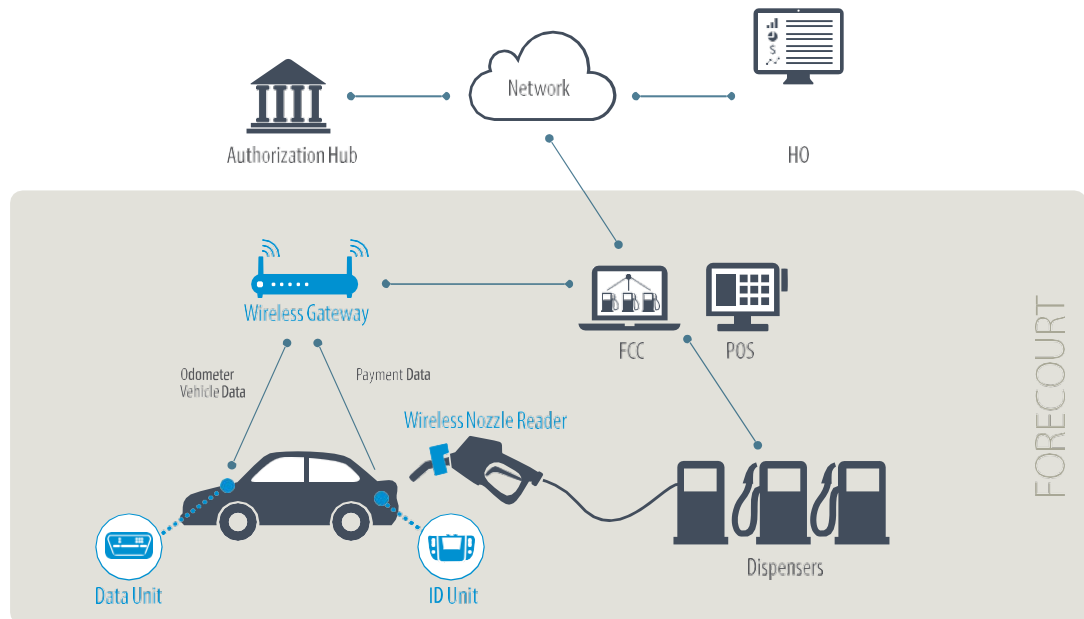 Network
Authorization Hub
HO
$
Wireless Gateway
FCC
POS
Odometer
Vehicle Data
Payment Data
Wireless Nozzle Reader
FORECOURT
Dispensers
Data Unit
ID Unit